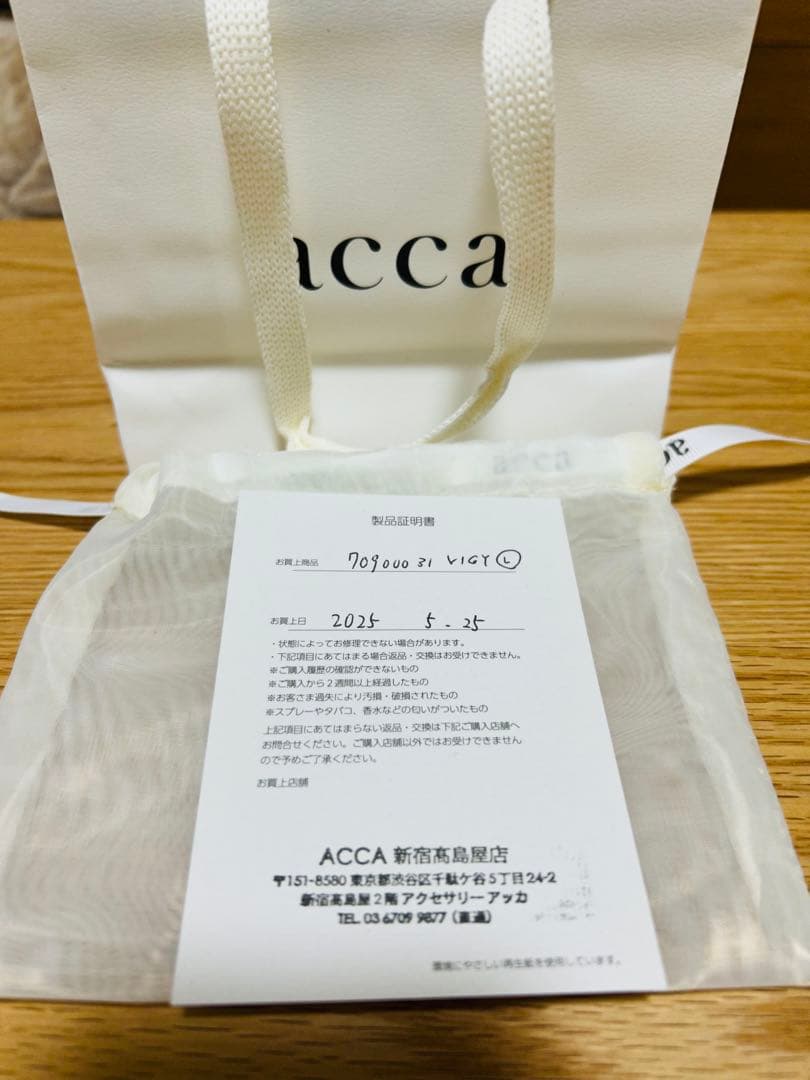 acca
ac
製品証明書
お買上商品 70900031 VIGY Ⓛ
お買上日 2025 5.25
・状態によってお修理できない場合があります。
・下記項目にあてはまる場合返品・交換はお受けできません。
※ご購入履歴の確認ができないもの
※ご購入から2週間以上経過したもの
※お客さま過失により汚損・破損されたもの
※スプレーやタバコ、香水などの匂いがついたもの
上記項目にあてはまらない返品・交換は下記ご購入店舗へ
お問合せください。ご購入店舗以外ではお受けできません
ので予めご了承ください。
お買上店舗
ACCA 新宿髙島屋店
〒151-8580 東京都渋谷区千駄ケ谷5丁目24-2
新宿髙島屋2階アクセサリーアッカ
TEL. 03 6709 9877 (直通)
環境にやさしい再生紙を使用しています。